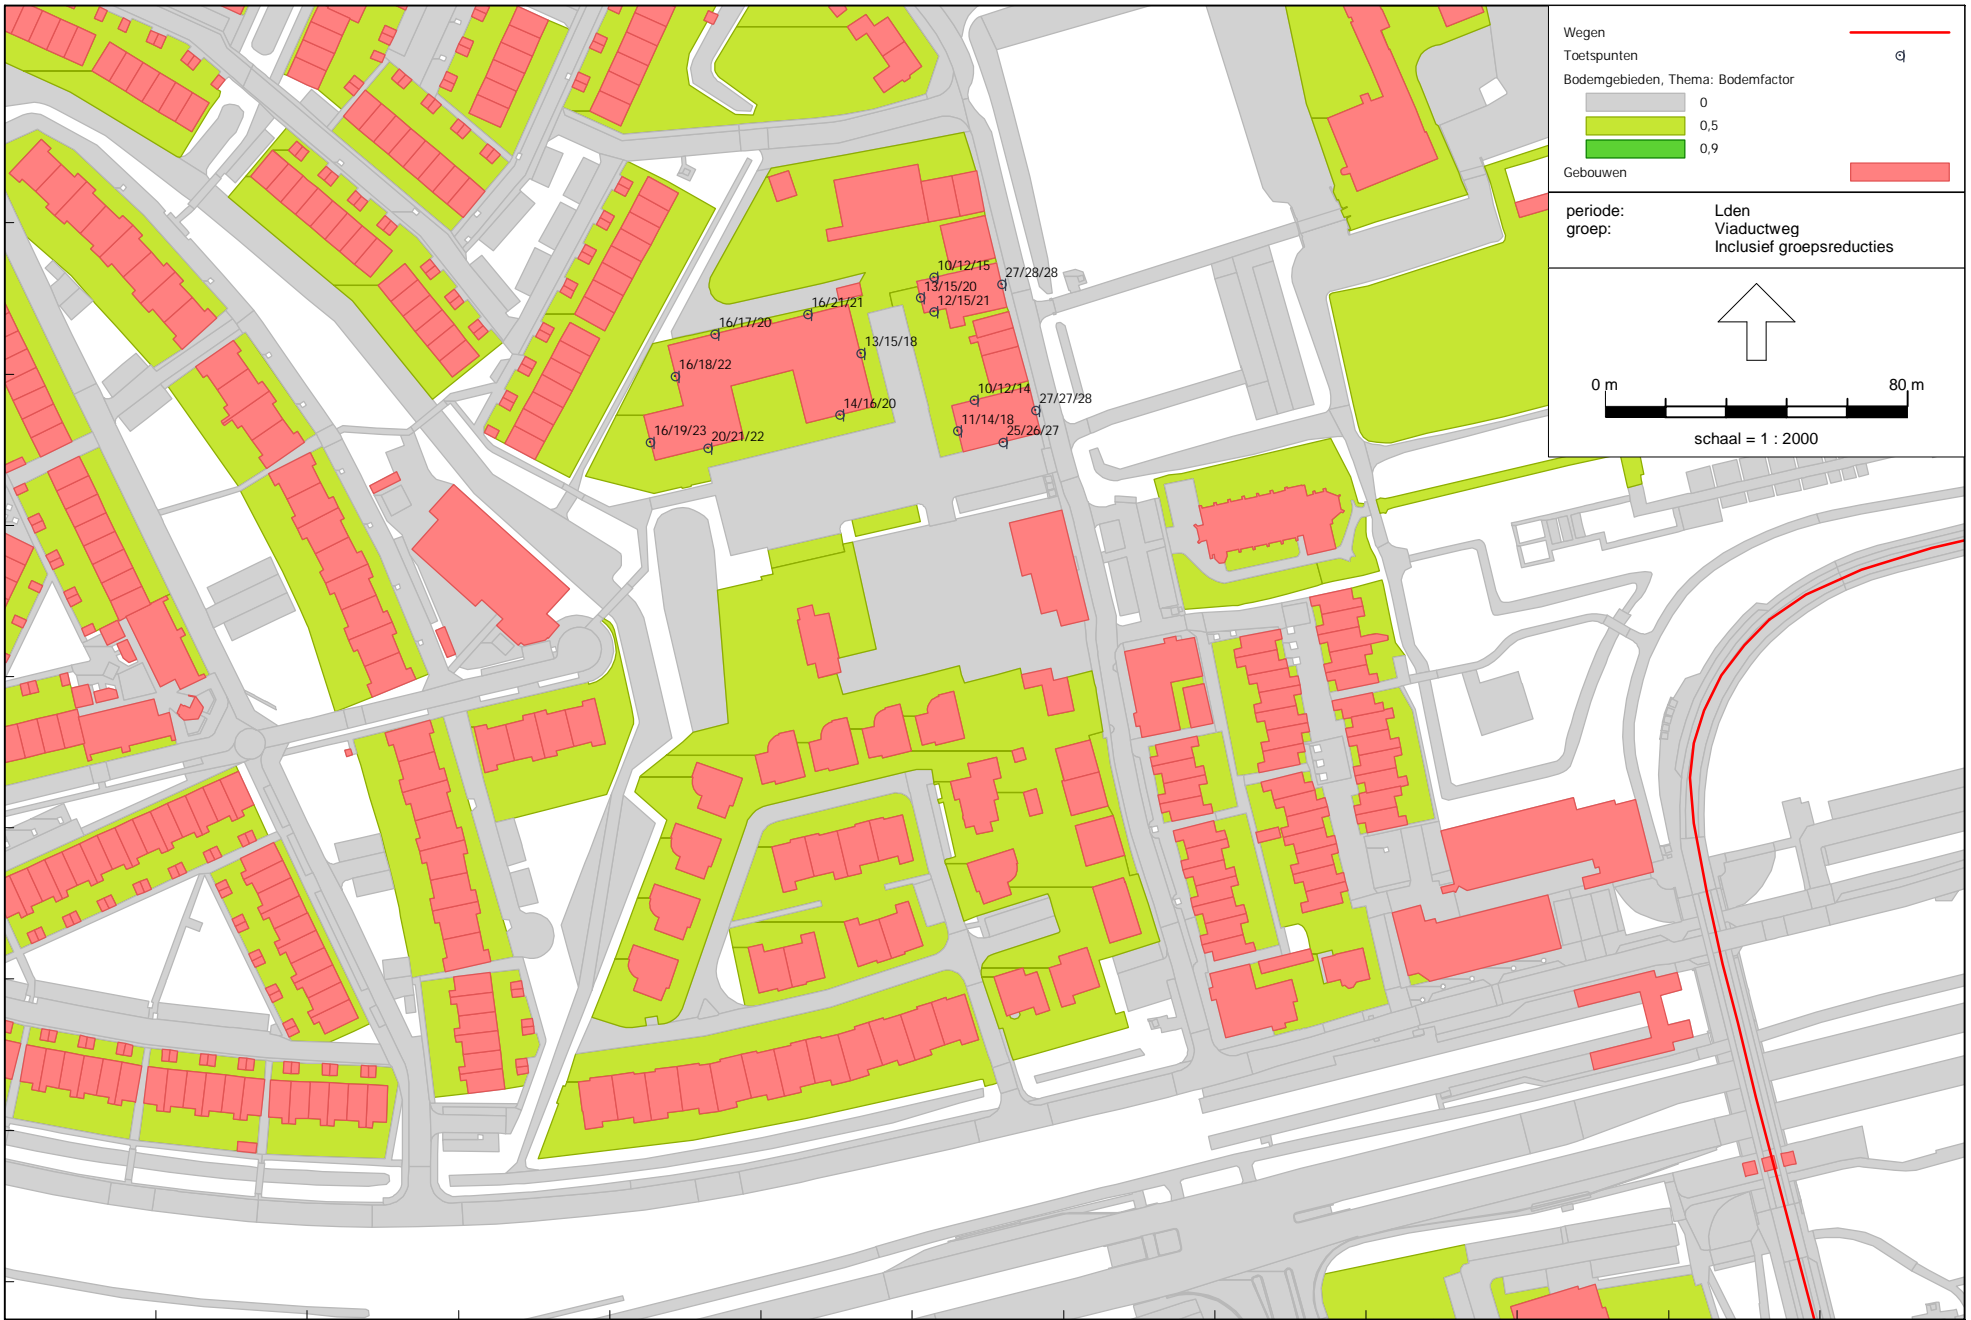 Wegen
Toetspunten
Bodemgebieden, Thema: Bodemfactor
0
0,5
0,9
Gebouwen
periode: Lden
groep: Viaductweg
Inclusief groepsreducties
0 m 80 m
schaal = 1 : 2000
10/12/15
27/28/28
13/15/20
12/15/21
16/21/21
16/17/20
13/15/18
16/18/22
10/12/14
27/27/28
14/16/20
11/14/18
25/26/27
16/19/23
20/21/22